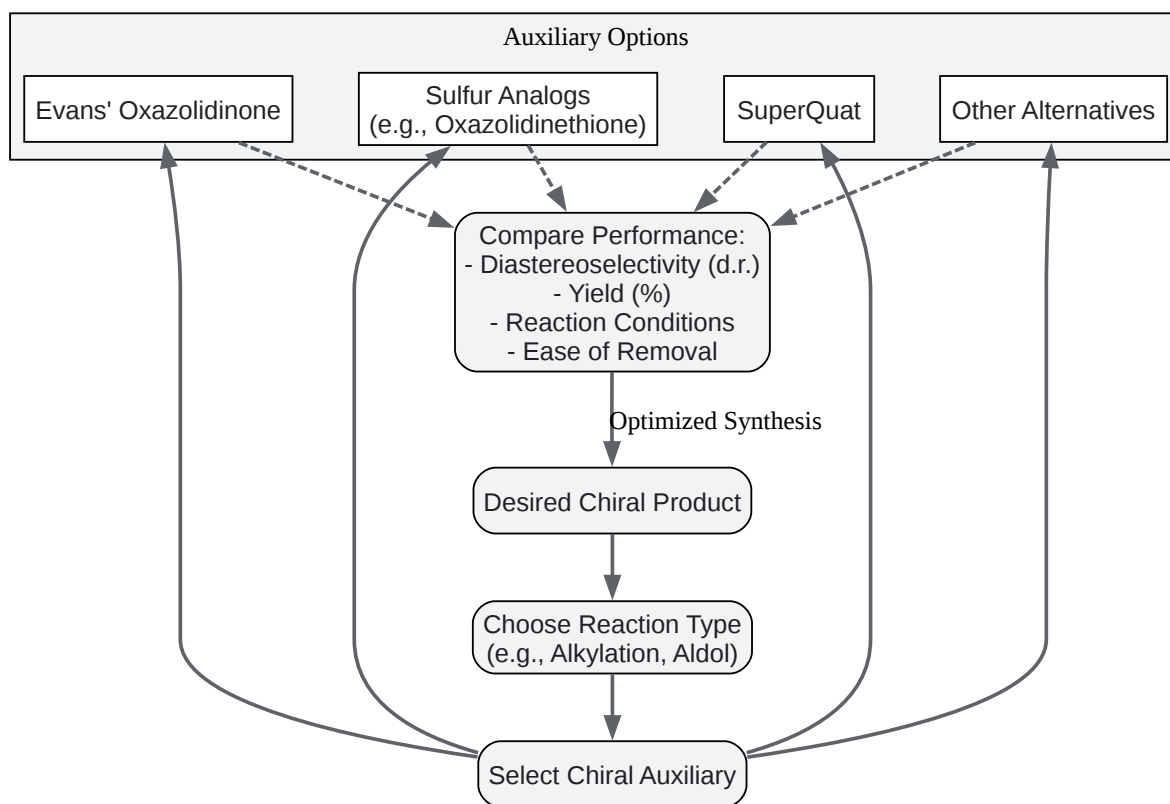 Auxiliary Options
Evans' Oxazolidinone
Sulfur Analogs
(e.g., Oxazolidinethione)
SuperQuat
Other Alternatives
Compare Performance:
- Diastereoselectivity (d.r.)
- Yield (%)
- Reaction Conditions
- Ease of Removal
Optimized Synthesis
Desired Chiral Product
Choose Reaction Type
(e.g., Alkylation, Aldol)
Select Chiral Auxiliary